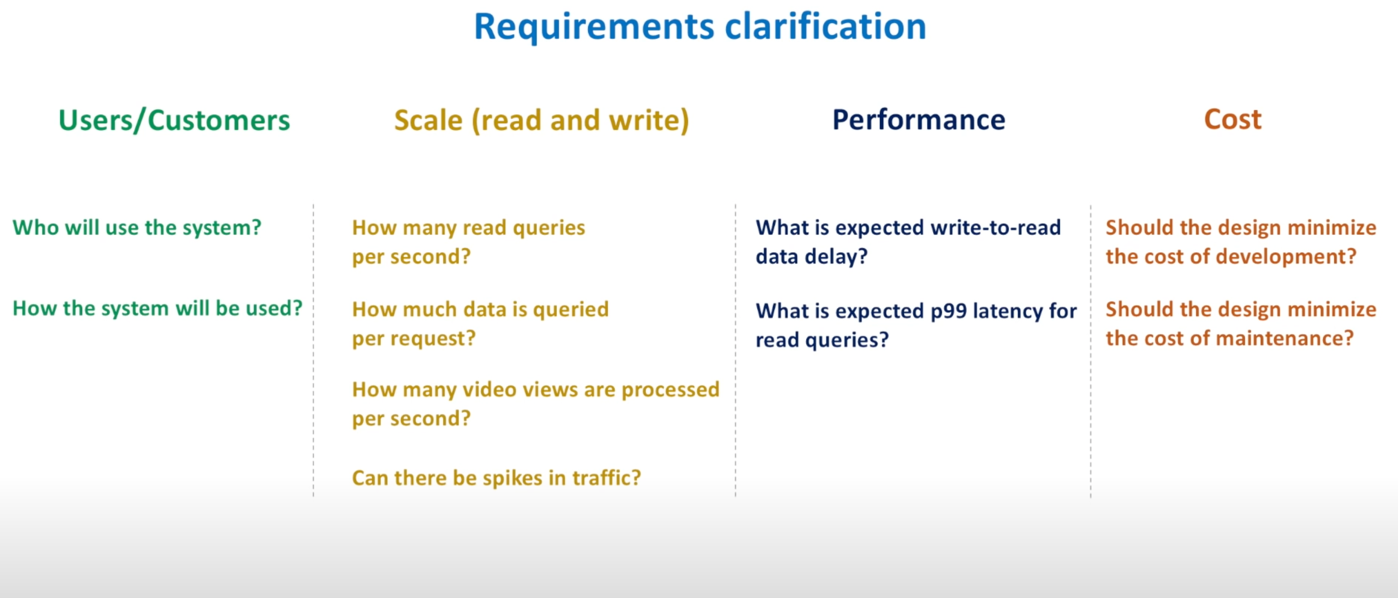 Requirements clarification
Users/Customers
Who will use the system?
How the system will be used?
Scale (read and write)
How many read queries
per second?
How much data is queried
per request?
How many video views are processed
per second?
Can there be spikes in traffic?
Performance
What is expected write-to-read
data delay?
What is expected p99 latency for
read queries?
Cost
Should the design minimize
the cost of development?
Should the design minimize
the cost of maintenance?